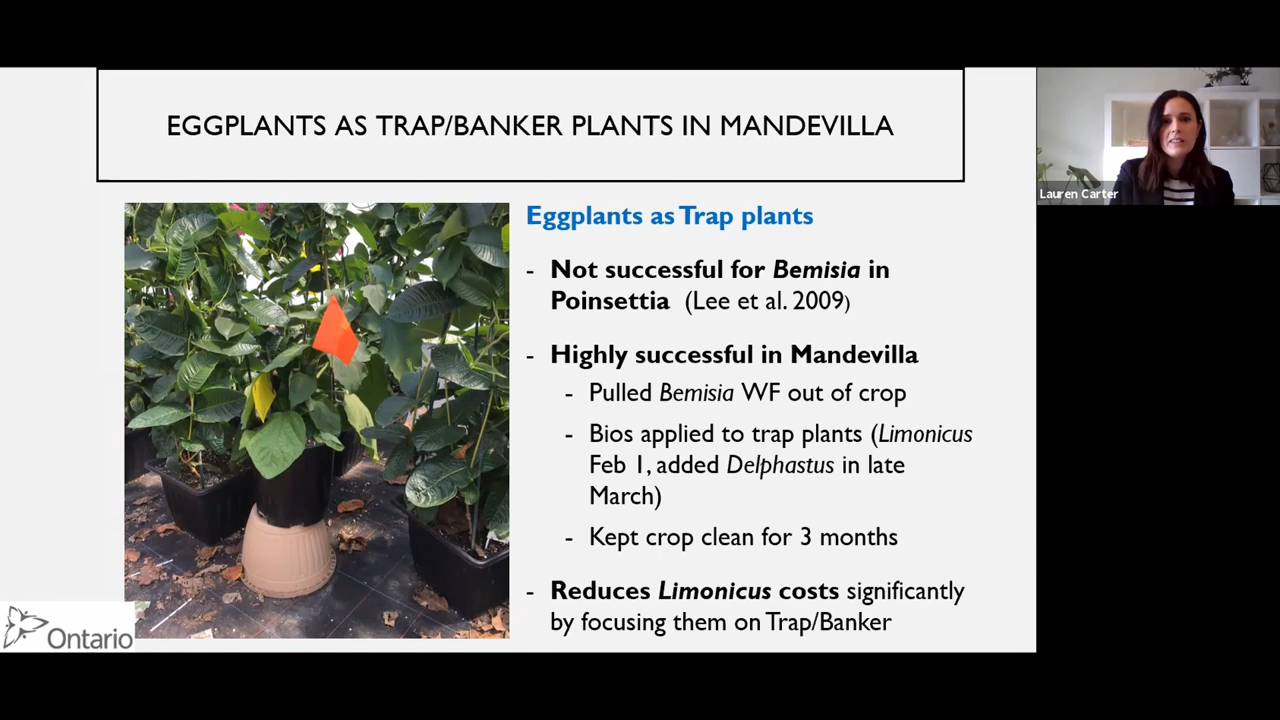 EGGPLANTS AS TRAP/BANKER PLANTS IN MANDEVILLA
Lauren Carter
Eggplants as Trap plants
- Not successful for Bemisia in
Poinsettia (Lee et al. 2009)
- Highly successful in Mandevilla
- Pulled Bemisia WF out of crop
- Bios applied to trap plants (Limonicus
Feb 1, added Delphastus in late
March)
- Kept crop clean for 3 months
- Reduces Limonicus costs significantly
by focusing them on Trap/Banker
Ontario